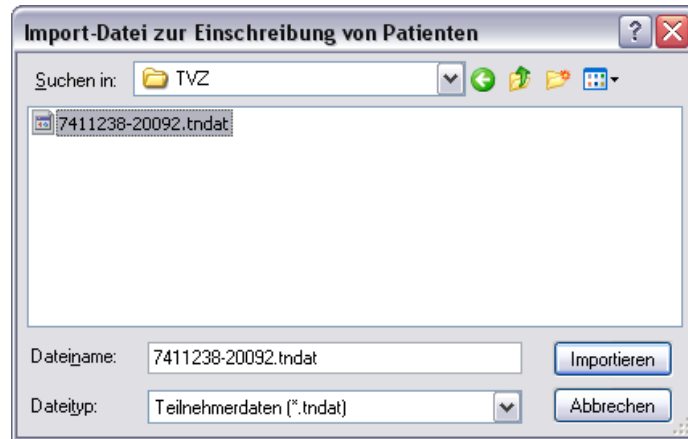 Import-Datei zur Einschreibung von Patienten
Suchen in: TVZ
7411238-20092.tndat
Dateiname: 7411238-20092.tndat Importieren
Dateityp: Teilnehmerdaten (*.tndat) Abbrechen